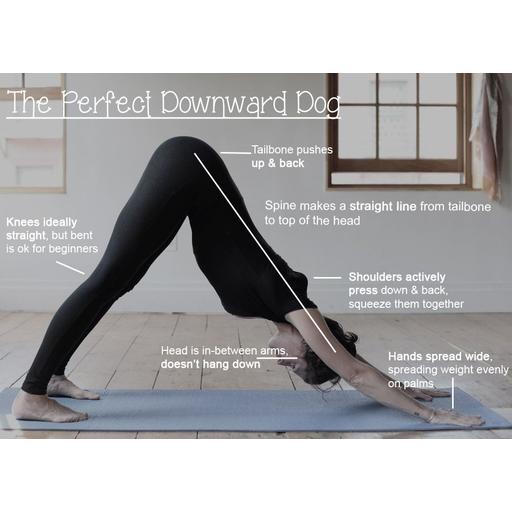 The Perfect Downward Dog
Tailbone pushes
up & back
Spine makes a straight line from tailbone
to top of the head
Knees ideally
straight, but bent
is ok for beginners
Shoulders actively
press down & back,
squeeze them together
Head is in-between arms,
doesn't hang down
Hands spread wide,
spreading weight evenly
on palms